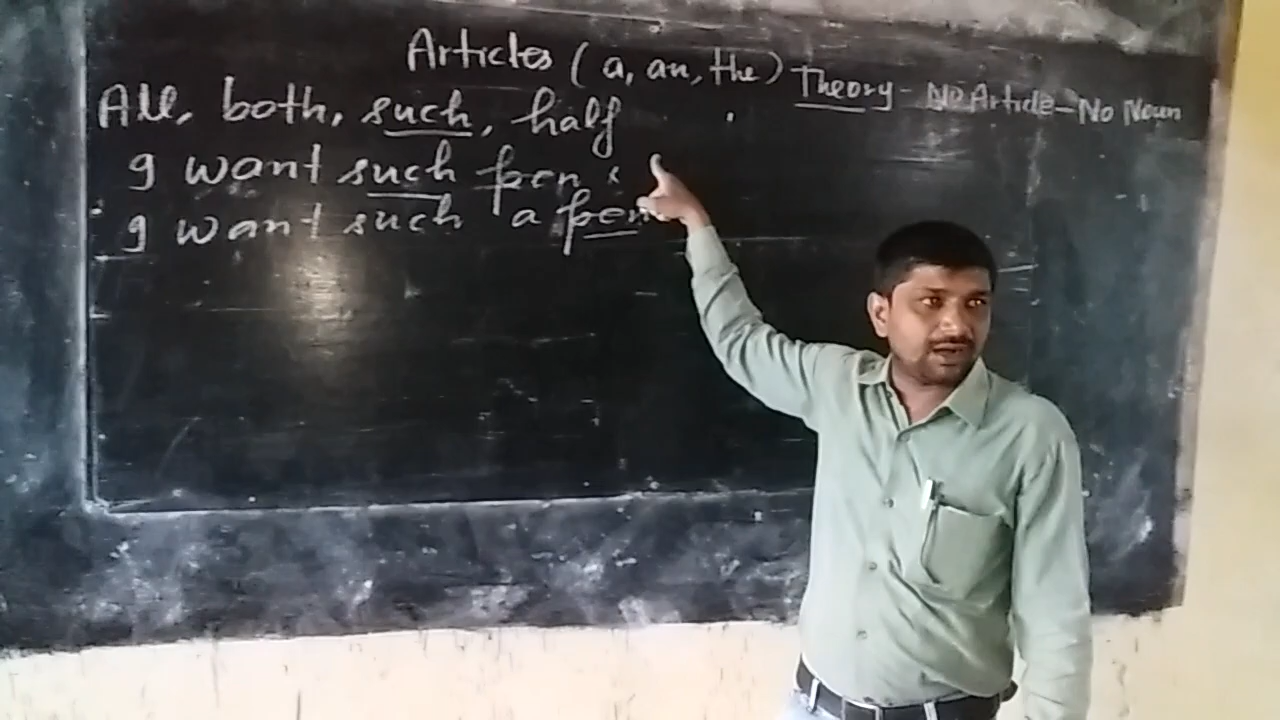 Articles (a, an, the) Theory - No Article - No Noun
All, both, such, half
I want such pen ×
I want such a pen